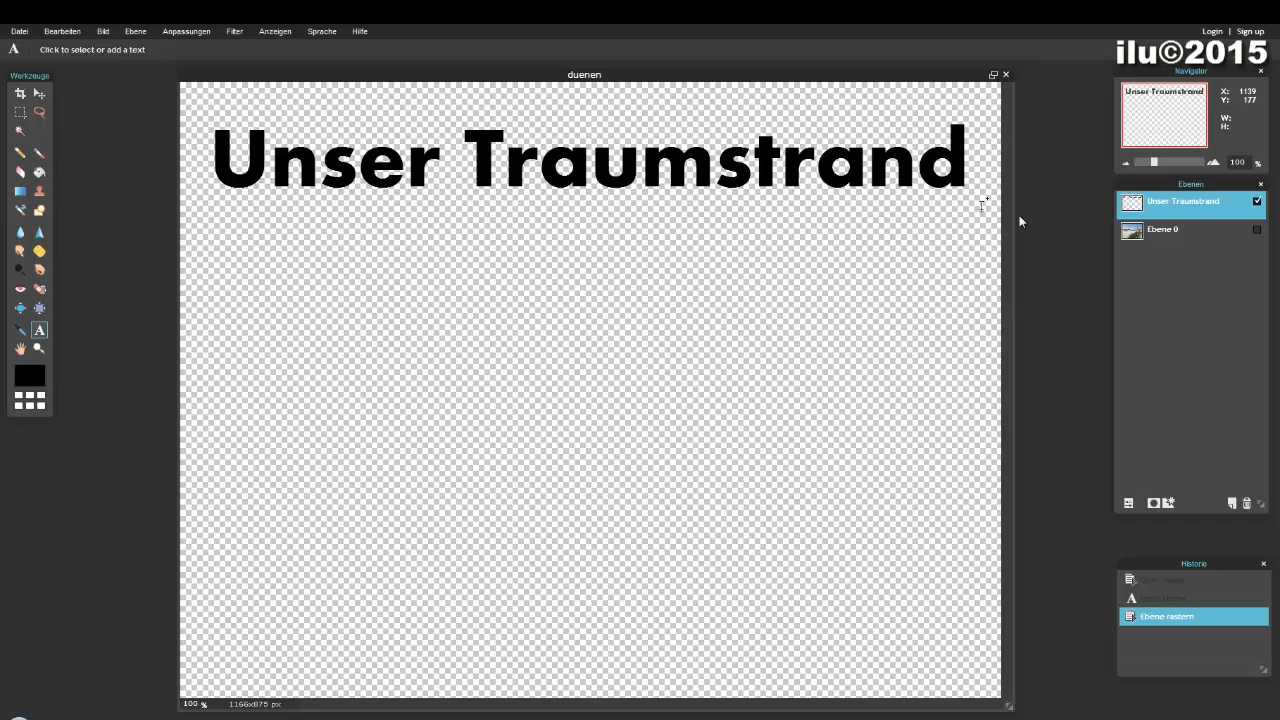 Datei Bearbeiten Bild Ebene Anpassungen Filter Anzeigen Sprache Hilfe Login | Sign up
A Click to select or add a text
ilu©2015
Werkzeuge
duenen
Navigator
Unser Traumstrand
X: 1139
Y: 177
W:
H:
100 %
Unser Traumstrand
Ebenen
Unser Traumstrand
Ebene 0
A
Historie
A
Ebene rastern
100 % 1166x875 px